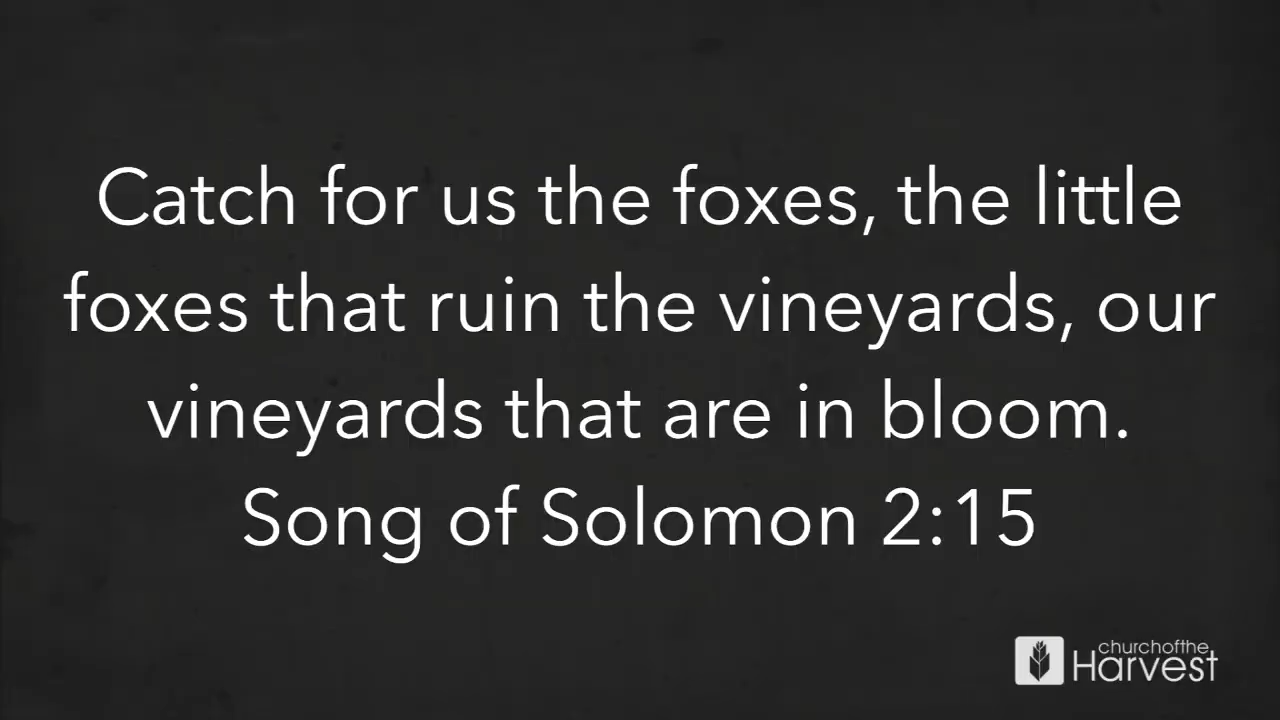 Catch for us the foxes, the little
foxes that ruin the vineyards, our
vineyards that are in bloom.
Song of Solomon 2:15
churchofthe
Harvest